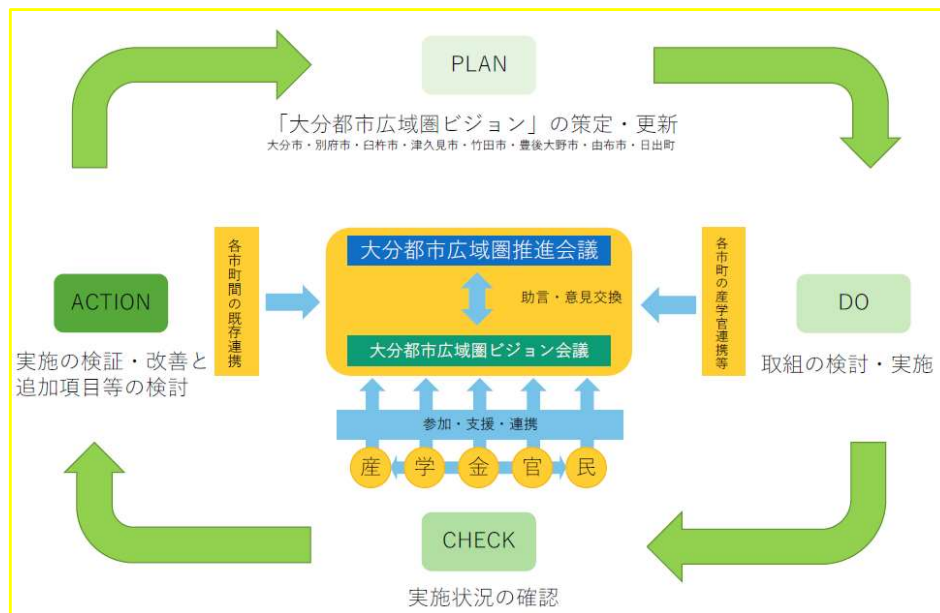 PLAN
「大分都市広域圏ビジョン」の策定・更新
大分市・別府市・臼杵市・津久見市・竹田市・豊後大野市・由布市・日出町
各市町間の既存連携
大分都市広域圏推進会議
助言・意見交換
大分都市広域圏ビジョン会議
各市町の産学官連携等
ACTION
実施の検証・改善と
追加項目等の検討
DO
取組の検討・実施
参加・支援・連携
産 学 金 官 民
CHECK
実施状況の確認